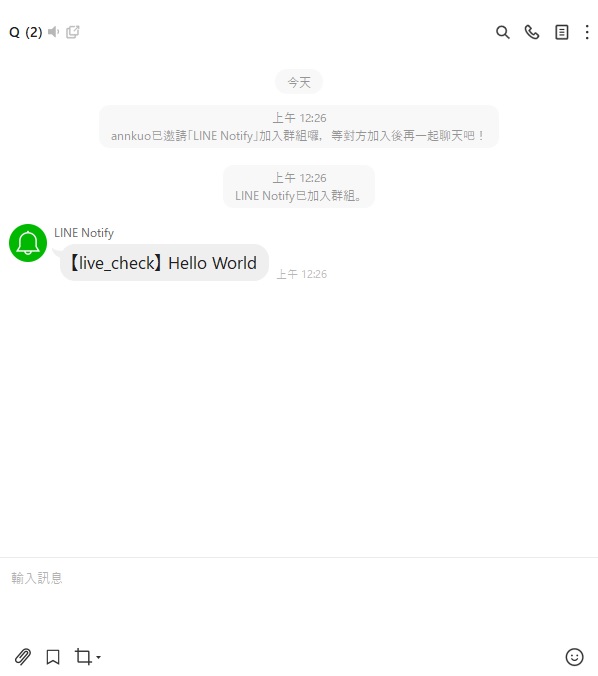 Q (2)
今天
上午 12:26
annkuo已邀請「LINE Notify」加入群組囉，等對方加入後再一起聊天吧！
上午 12:26
LINE Notify已加入群組。
LINE Notify
【live_check】 Hello World
上午 12:26
輸入訊息